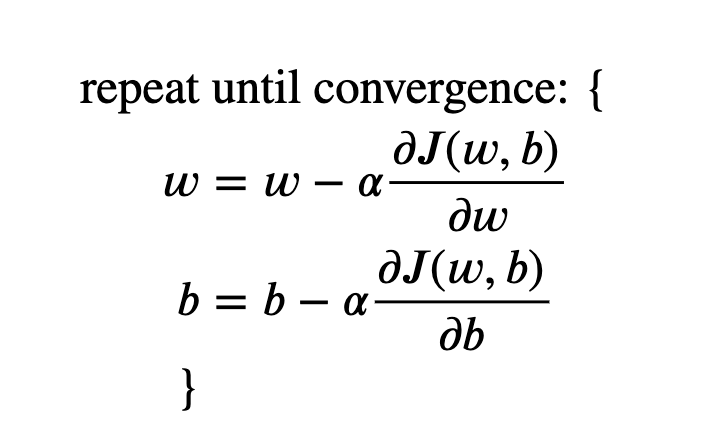 repeat until convergence: {
w = w − α ∂J(w, b) / ∂w
b = b − α ∂J(w, b) / ∂b
}